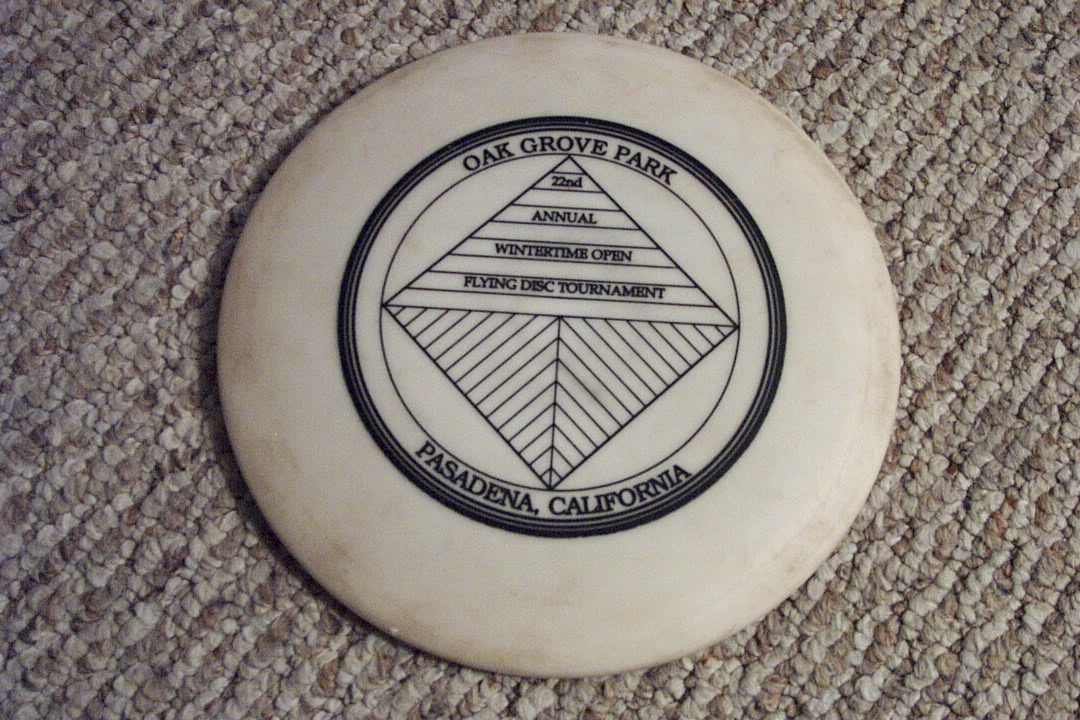 OAK GROVE PARK
22nd
ANNUAL
WINTERTIME OPEN
FLYING DISC TOURNAMENT
PASADENA, CALIFORNIA